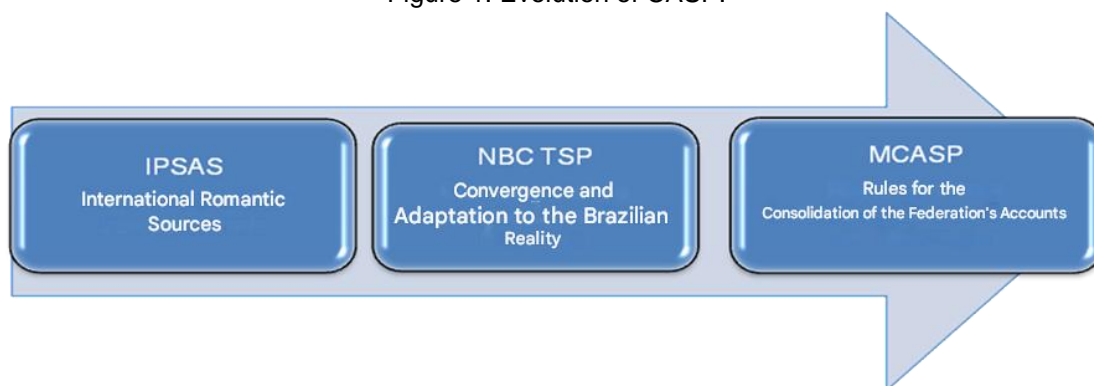 Figure 1: Evolution of CASP.
IPSAS
International Romantic
Sources
NBC TSP
Convergence and
Adaptation to the Brazilian
Reality
MCASP
Rules for the
Consolidation of the Federation's Accounts